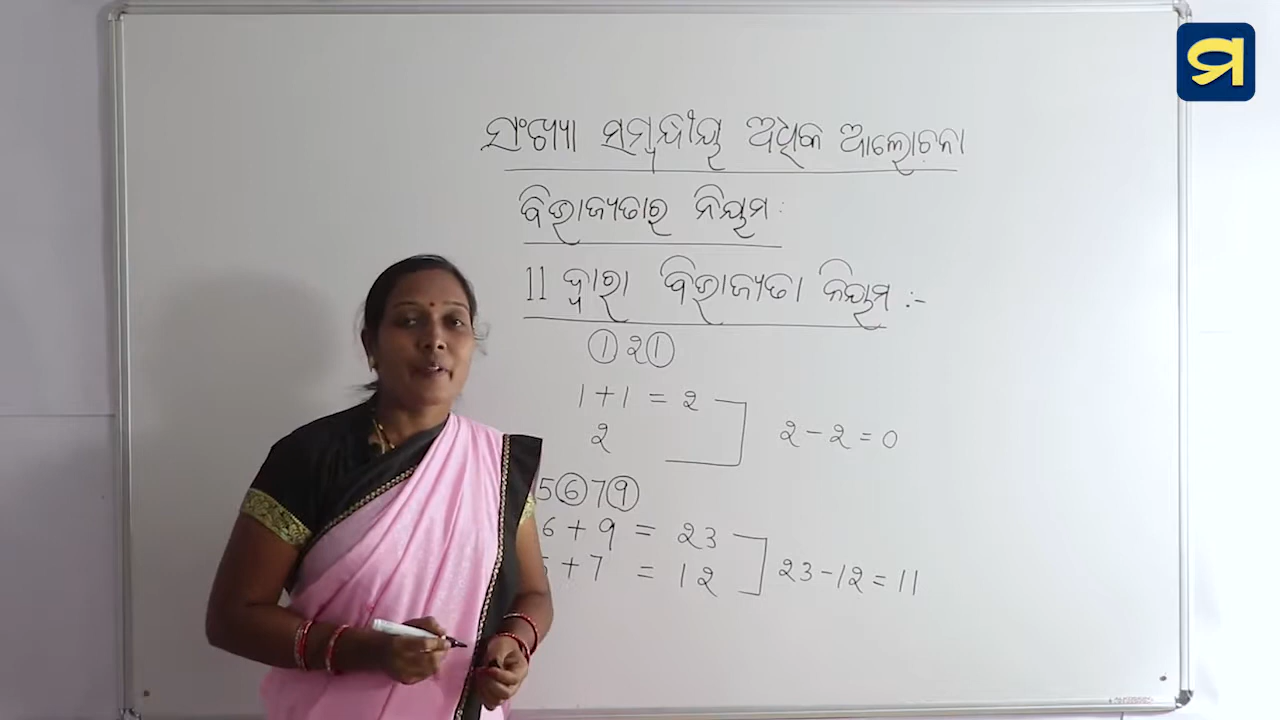 ମ
ସଂଖ୍ୟା ସମ୍ବନ୍ଧୀୟ ଅଧିକ ଆଲୋଚନା
ବିଭାଜ୍ୟତାର ନିୟମ :
11 ଦ୍ୱାରା ବିଭାଜ୍ୟତା ନିୟମ :-
1 2 1
1 + 1 = 2
2
2 - 2 = 0
5 6 7 9
6 + 9 = 23
+ 7 = 12
23 - 12 = 11